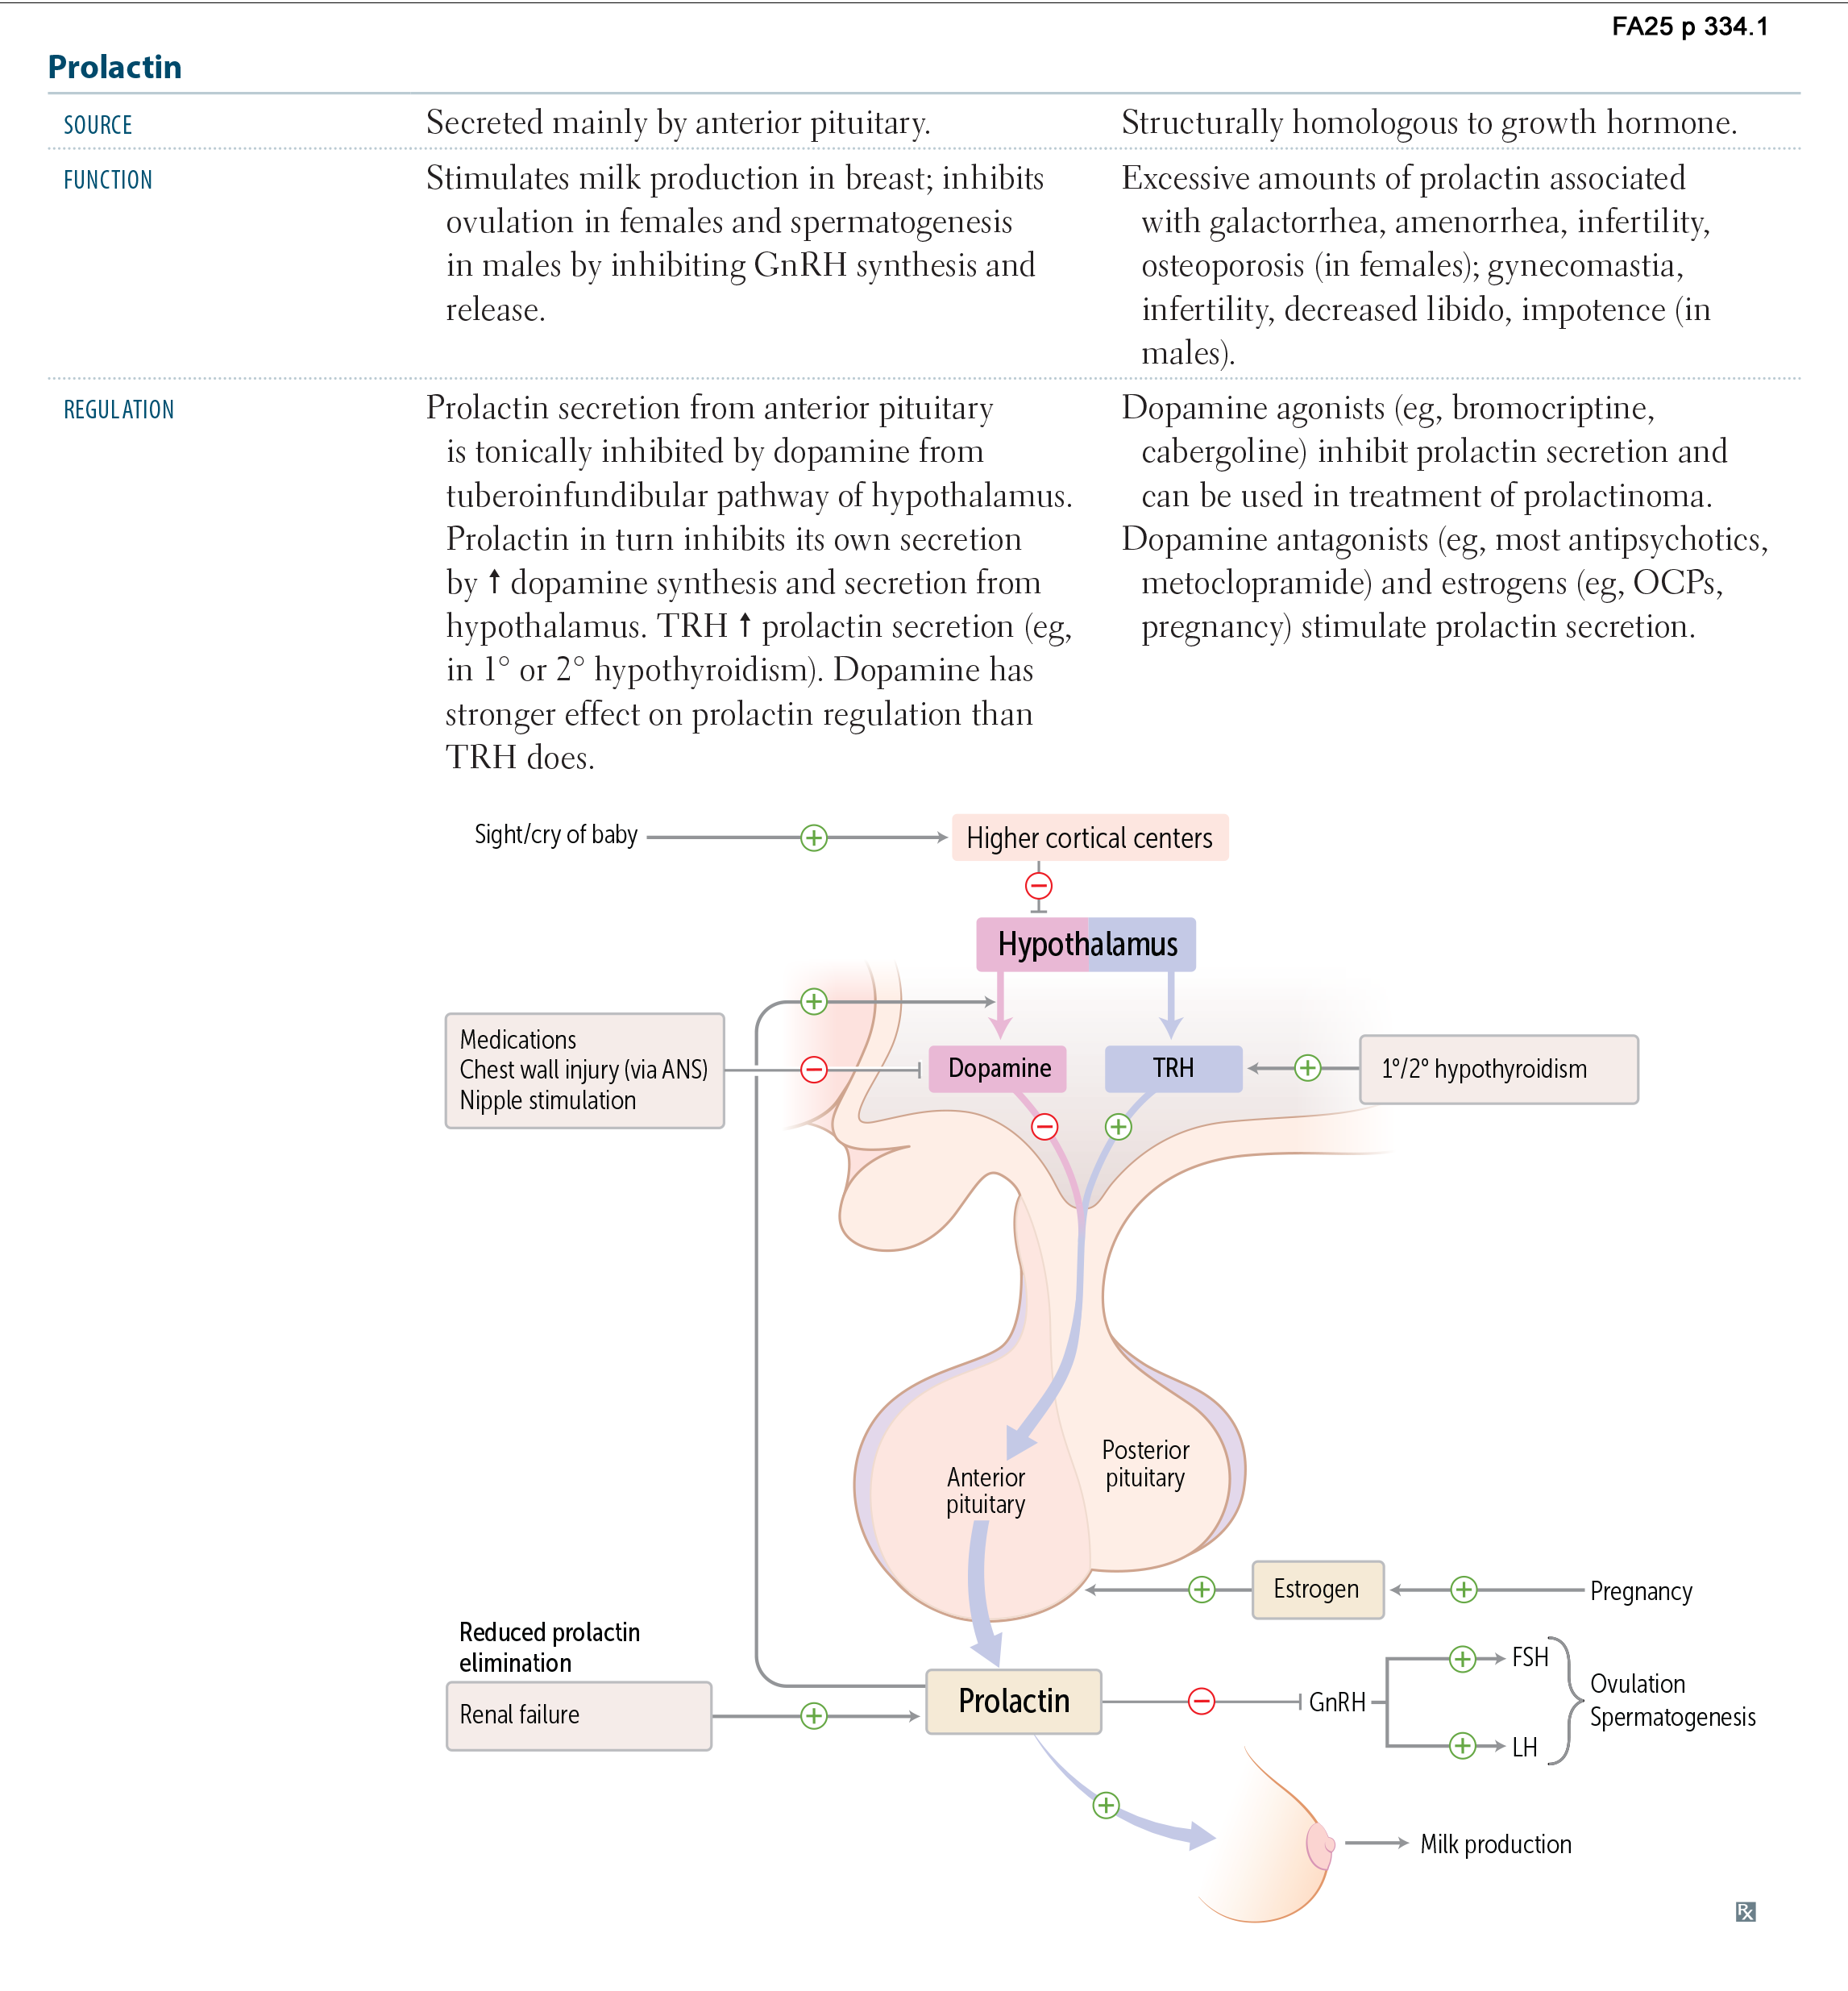 FA25 p 334.1
Prolactin
SOURCE
Secreted mainly by anterior pituitary.
Structurally homologous to growth hormone.
FUNCTION
Stimulates milk production in breast; inhibits
ovulation in females and spermatogenesis
in males by inhibiting GnRH synthesis and
release.
Excessive amounts of prolactin associated
with galactorrhea, amenorrhea, infertility,
osteoporosis (in females); gynecomastia,
infertility, decreased libido, impotence (in
males).
REGULATION
Prolactin secretion from anterior pituitary
is tonically inhibited by dopamine from
tuberoinfundibular pathway of hypothalamus.
Prolactin in turn inhibits its own secretion
by ↑ dopamine synthesis and secretion from
hypothalamus. TRH ↑ prolactin secretion (eg,
in 1° or 2° hypothyroidism). Dopamine has
stronger effect on prolactin regulation than
TRH does.
Dopamine agonists (eg, bromocriptine,
cabergoline) inhibit prolactin secretion and
can be used in treatment of prolactinoma.
Dopamine antagonists (eg, most antipsychotics,
metoclopramide) and estrogens (eg, OCPs,
pregnancy) stimulate prolactin secretion.
Sight/cry of baby
+
Higher cortical centers
−
Hypothalamus
+
Medications
Chest wall injury (via ANS)
Nipple stimulation
−
Dopamine
TRH
+
1°/2° hypothyroidism
−
+
Posterior
pituitary
Anterior
pituitary
+
Estrogen
+
Pregnancy
Reduced prolactin
elimination
Renal failure
+
Prolactin
−
GnRH
+
FSH
+
LH
Ovulation
Spermatogenesis
+
Milk production
Rx